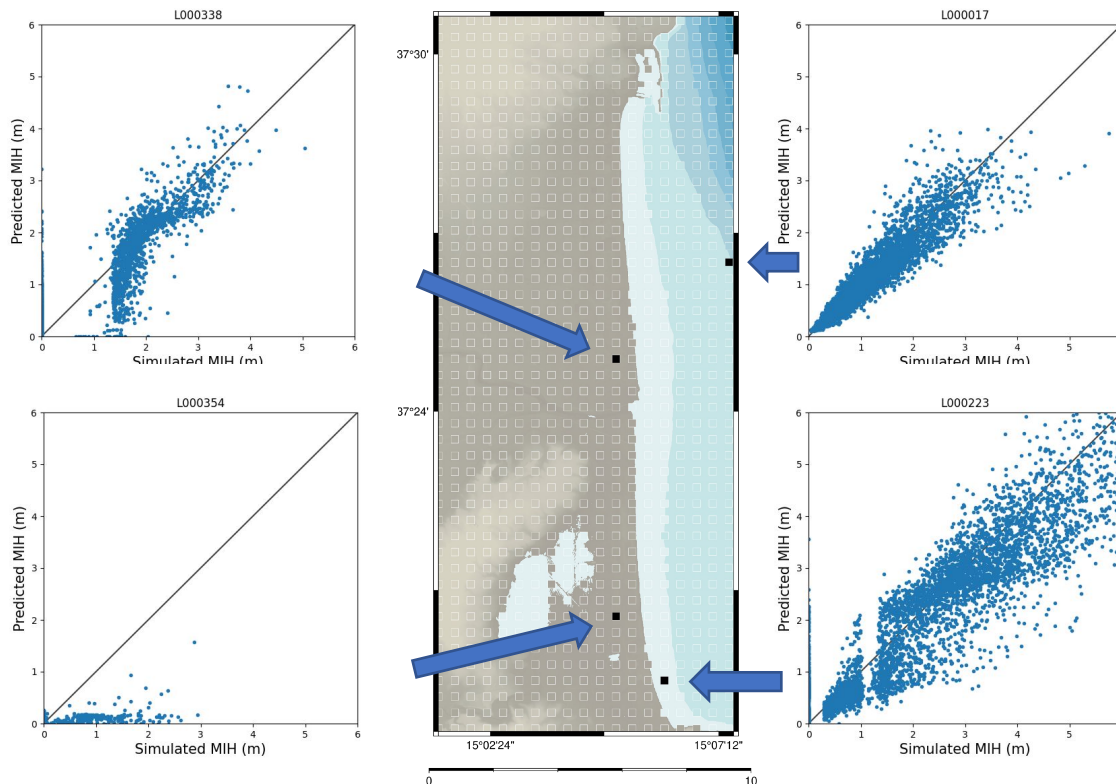 L000338
6
5
4
3
2
1
0
Predicted MIH (m)
0 1 2 3 4 5 6
Simulated MIH (m)
L000354
6
5
4
3
2
1
0
Predicted MIH (m)
0 1 2 3 4 5 6
Simulated MIH (m)
37°30'
37°24'
15°02'24" 15°07'12"
0 10
L000017
6
5
4
3
2
1
0
Predicted MIH (m)
0 1 2 3 4 5
Simulated MIH (m)
L000223
6
5
4
3
2
1
0
Predicted MIH (m)
0 1 2 3 4 5
Simulated MIH (m)